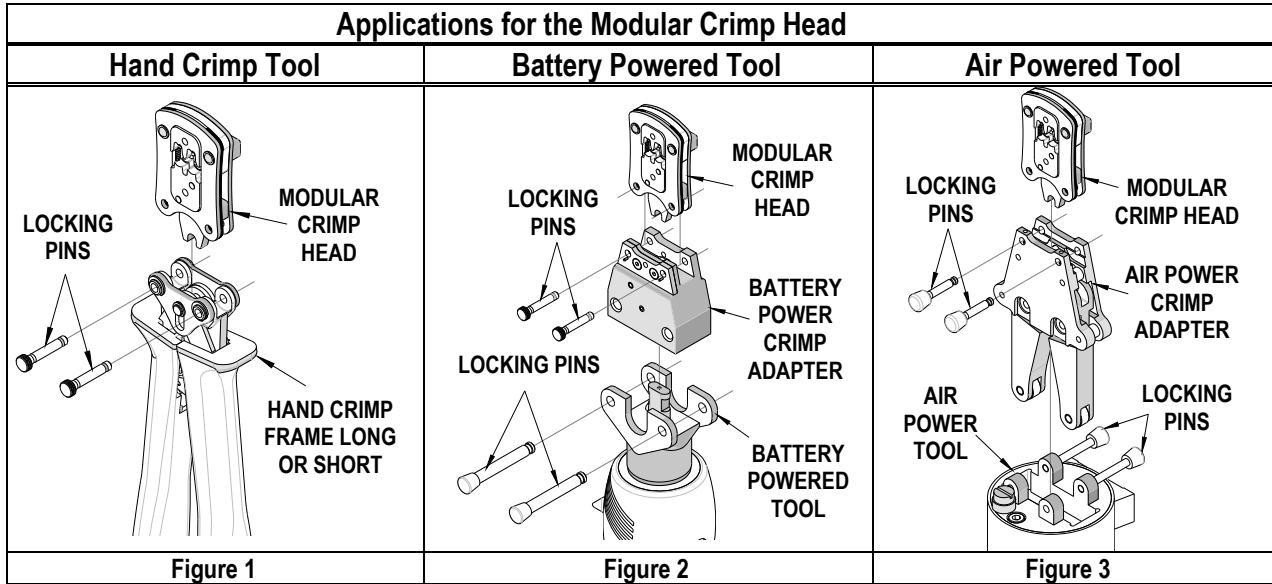 Applications for the Modular Crimp Head
Hand Crimp Tool
Battery Powered Tool
Air Powered Tool
MODULAR
CRIMP
HEAD
LOCKING
PINS
HAND CRIMP
FRAME LONG
OR SHORT
MODULAR
CRIMP
HEAD
LOCKING
PINS
BATTERY
POWER
CRIMP
ADAPTER
LOCKING PINS
BATTERY
POWERED
TOOL
LOCKING
PINS
MODULAR
CRIMP HEAD
AIR POWER
CRIMP
ADAPTER
AIR
POWER
TOOL
LOCKING
PINS
Figure 1
Figure 2
Figure 3